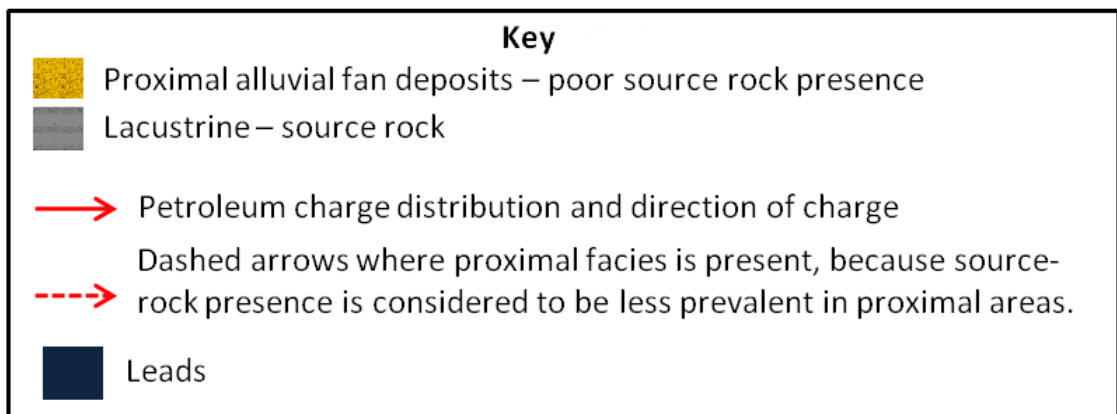 Key
Proximal alluvial fan deposits – poor source rock presence
Lacustrine – source rock
Petroleum charge distribution and direction of charge
Dashed arrows where proximal facies is present, because source-
rock presence is considered to be less prevalent in proximal areas.
Leads